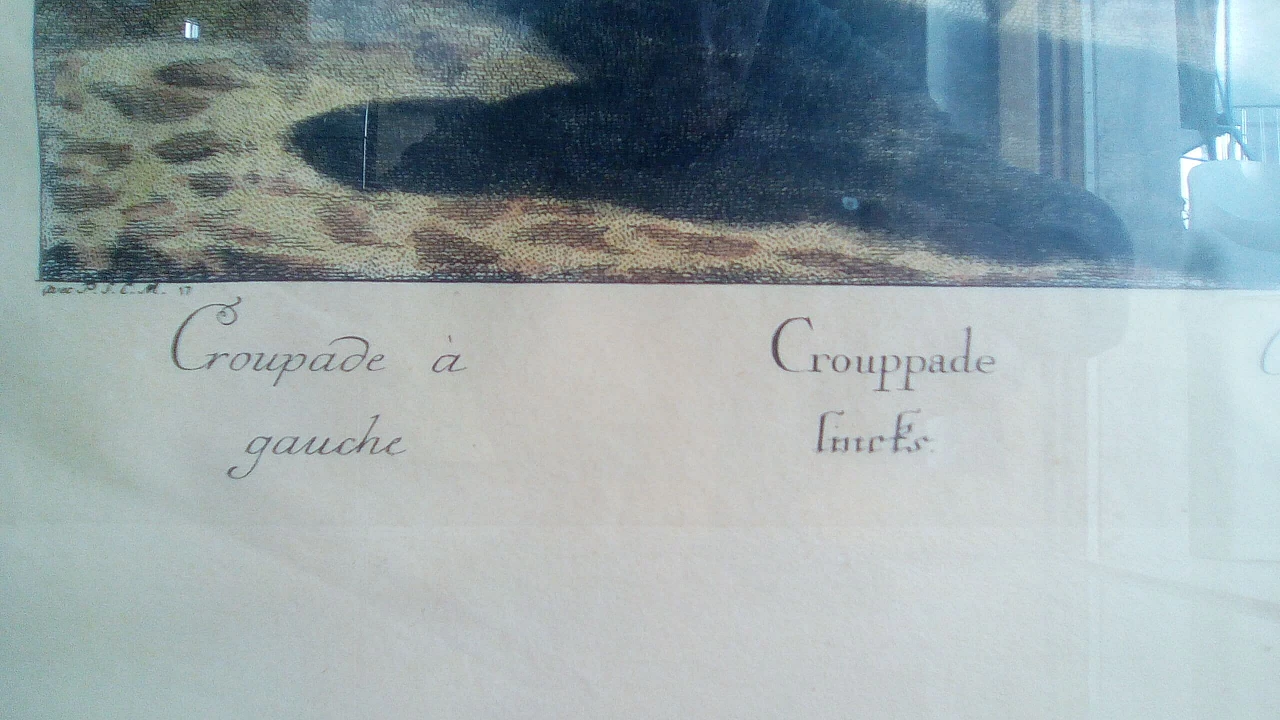 Croupade à
gauche
Crouppade
lincks.